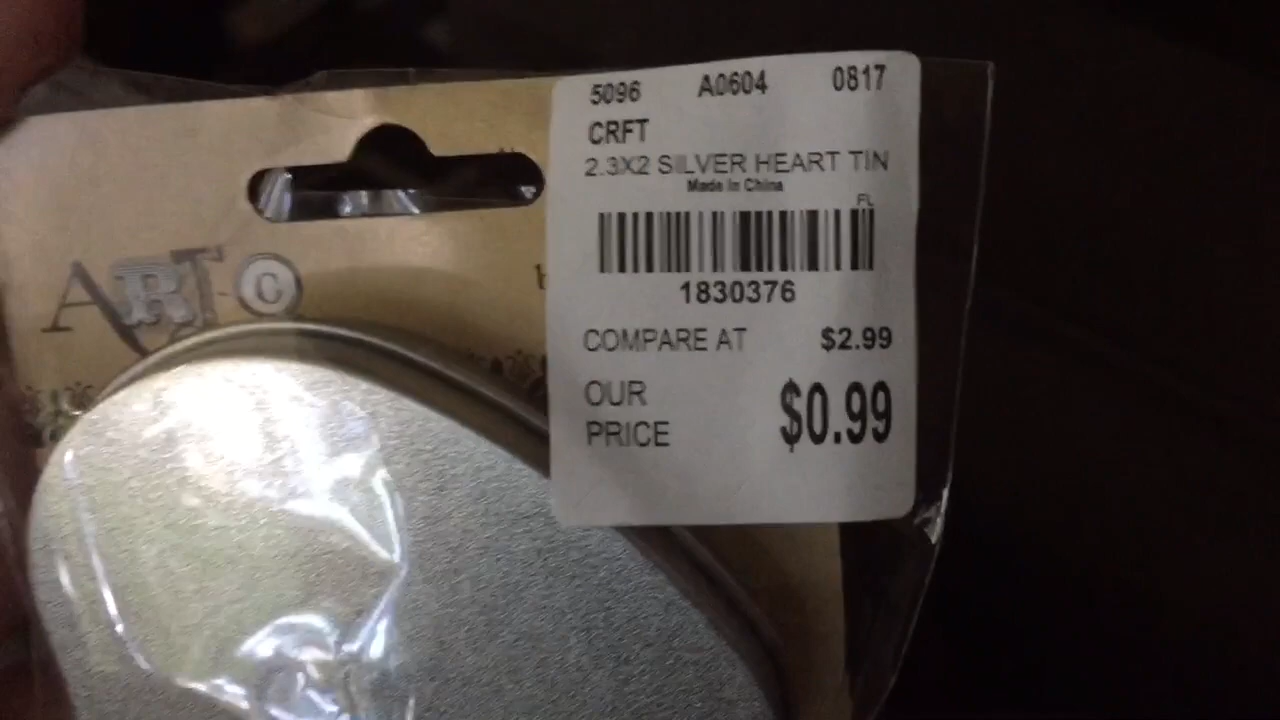 5096 A0604 0817
CRFT
2.3X2 SILVER HEART TIN
Made In China
FL
1830376
COMPARE AT $2.99
OUR
PRICE $0.99
ART-C